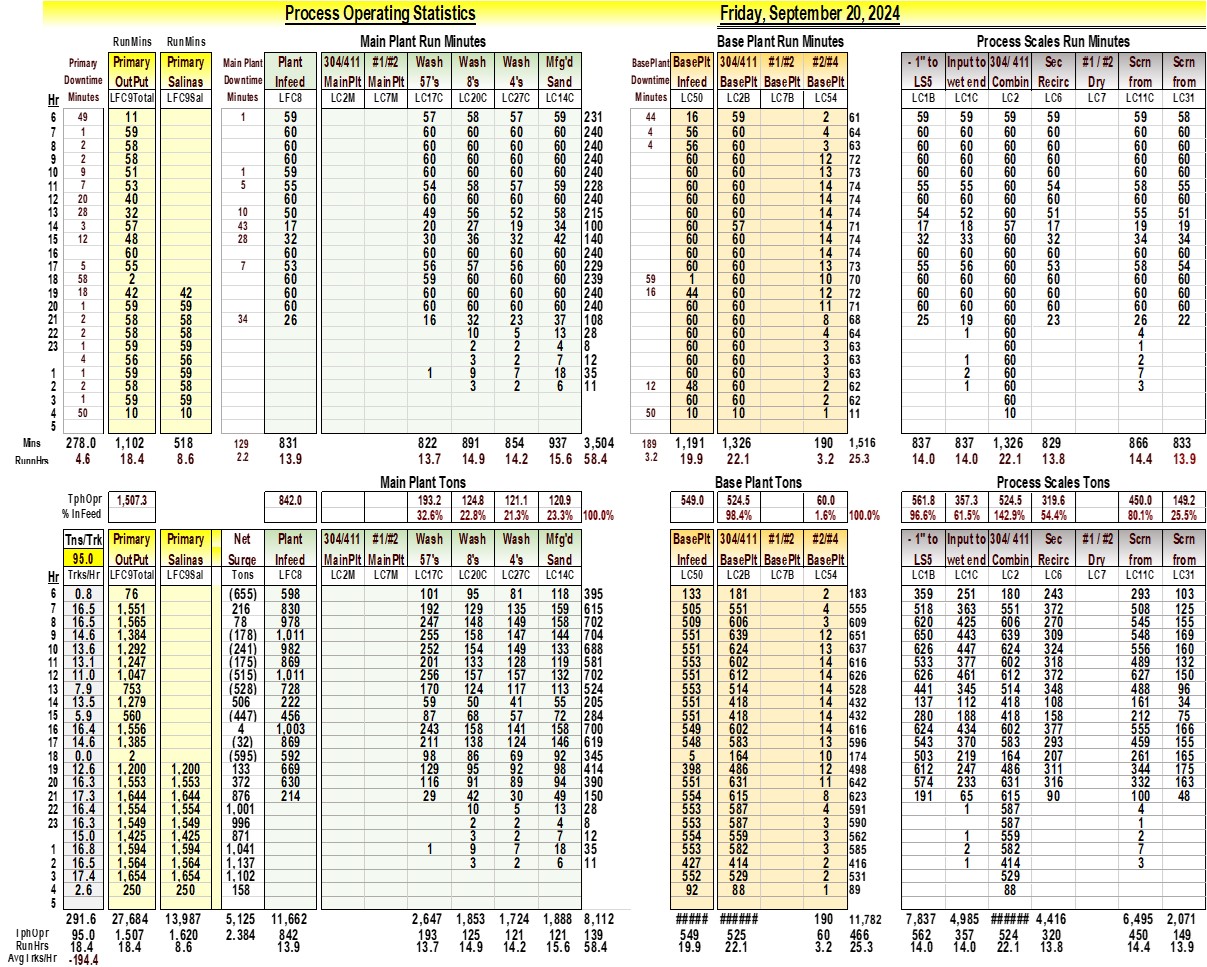 Process Operating Statistics Friday, September 20, 2024
RunMins RunMins Main Plant Run Minutes Base Plant Run Minutes Process Scales Run Minutes
Primary Primary Primary Main Plant Plant 304/411 #1/#2 Wash Wash Wash Mfg'd BasePlant BasePlt 304/411 #1/#2 #2/#4 - 1" to Input to 304/ 411 Sec #1 / #2 Scrn Scrn
Downtime OutPut Salinas Downtime Infeed MainPlt MainPlt 57's 8's 4's Sand Downtime Infeed BasePlt BasePlt BasePlt LS5 wet end Combin Recirc Dry from from
Hr Minutes LFC9Total LFC9Sal Minutes LFC8 LC2M LC7M LC17C LC20C LC27C LC14C Minutes LC50 LC2B LC7B LC54 LC1B LC1C LC2 LC6 LC7 LC11C LC31
6 49 11 1 59 57 58 57 59 231 44 16 59 2 61 59 59 59 59 59 58
7 1 59 60 60 60 60 60 240 4 56 60 4 64 60 60 60 60 60 60
8 2 58 60 60 60 60 60 240 4 56 60 3 63 60 60 60 60 60 60
9 2 58 60 60 60 60 60 240 60 60 12 72 60 60 60 60 60 60
10 9 51 1 59 60 60 60 60 240 60 60 13 73 60 60 60 60 60 60
11 7 53 5 55 54 58 57 59 228 60 60 14 74 55 55 60 54 58 55
12 20 40 60 60 60 60 60 240 60 60 14 74 60 60 60 60 60 60
13 28 32 10 50 49 56 52 58 215 60 60 14 74 54 52 60 51 55 51
14 3 57 43 17 20 27 19 34 100 60 57 14 71 17 18 57 17 19 19
15 12 48 28 32 30 36 32 42 140 60 60 14 74 32 33 60 32 34 34
16 60 60 60 60 60 60 240 60 60 14 74 60 60 60 60 60 60
17 5 55 7 53 56 57 56 60 229 60 60 13 73 55 56 60 53 58 54
18 58 2 60 59 60 60 60 239 59 1 60 10 70 60 60 60 60 60 60
19 18 42 42 60 60 60 60 60 240 16 44 60 12 72 60 60 60 60 60 60
20 1 59 59 60 60 60 60 60 240 60 60 11 71 60 60 60 60 60 60
21 2 58 58 34 26 16 32 23 37 108 60 60 8 68 25 19 60 23 26 22
22 2 58 58 10 5 13 28 60 60 4 64 1 60 4
23 1 59 59 2 2 4 8 60 60 3 63 60 1
4 56 56 3 2 7 12 60 60 3 63 1 60 2
1 1 59 59 1 9 7 18 35 60 60 3 63 2 60 7
2 2 58 58 3 2 6 11 12 48 60 2 62 1 60 3
3 1 59 59 60 60 2 62 60
4 50 10 10 50 10 10 1 11 10
5
Mins 278.0 1,102 518 129 831 822 891 854 937 3,504 189 1,191 1,326 190 1,516 837 837 1,326 829 866 833
RunnHrs 4.6 18.4 8.6 2.2 13.9 13.7 14.9 14.2 15.6 58.4 3.2 19.9 22.1 3.2 25.3 14.0 14.0 22.1 13.8 14.4 13.9
Main Plant Tons Base Plant Tons Process Scales Tons
TphOpr 1,507.3 842.0 193.2 124.8 121.1 120.9 549.0 524.5 60.0 561.8 357.3 524.5 319.6 450.0 149.2
% InFeed 32.6% 22.8% 21.3% 23.3% 100.0% 98.4% 1.6% 100.0% 96.6% 61.5% 142.9% 54.4% 80.1% 25.5%
Tns/Trk Primary Primary Net Plant 304/411 #1/#2 Wash Wash Wash Mfg'd BasePlt 304/411 #1/#2 #2/#4 - 1" to Input to 304/ 411 Sec #1 / #2 Scrn Scrn
95.0 OutPut Salinas Surge Infeed MainPlt MainPlt 57's 8's 4's Sand Infeed BasePlt BasePlt BasePlt LS5 wet end Combin Recirc Dry from from
Hr Trks/Hr LFC9Total LFC9Sal Tons LFC8 LC2M LC7M LC17C LC20C LC27C LC14C LC50 LC2B LC7B LC54 LC1B LC1C LC2 LC6 LC7 LC11C LC31
6 0.8 76 (655) 598 101 95 81 118 395 133 181 2 183 359 251 180 243 293 103
7 16.5 1,551 216 830 192 129 135 159 615 505 551 4 555 518 363 551 372 508 125
8 16.5 1,565 78 978 247 148 149 158 702 509 606 3 609 620 425 606 270 545 155
9 14.6 1,384 (178) 1,011 255 158 147 144 704 551 639 12 651 650 443 639 309 548 169
10 13.6 1,292 (241) 982 252 154 149 133 688 551 624 13 637 626 447 624 324 556 160
11 13.1 1,247 (175) 869 201 133 128 119 581 553 602 14 616 533 377 602 318 489 132
12 11.0 1,047 (515) 1,011 256 157 157 132 702 551 612 14 626 626 461 612 372 627 150
13 7.9 753 (528) 728 170 124 117 113 524 553 514 14 528 441 345 514 348 488 96
14 13.5 1,279 506 222 59 50 41 55 205 551 418 14 432 137 112 418 108 161 34
15 5.9 560 (447) 456 87 68 57 72 284 551 418 14 432 280 188 418 158 212 75
16 16.4 1,556 4 1,003 243 158 141 158 700 549 602 14 616 624 434 602 377 555 166
17 14.6 1,385 (32) 869 211 138 124 146 619 548 583 13 596 543 370 583 293 459 155
18 0.0 2 (595) 592 98 86 69 92 345 5 164 10 174 503 219 164 207 261 165
19 12.6 1,200 1,200 133 669 129 95 92 98 414 398 486 12 498 612 247 486 311 344 175
20 16.3 1,553 1,553 372 630 116 91 89 94 390 551 631 11 642 574 233 631 316 332 163
21 17.3 1,644 1,644 876 214 29 42 30 49 150 554 615 8 623 191 65 615 90 100 48
22 16.4 1,554 1,554 1,001 10 5 13 28 553 587 4 591 1 587 4
23 16.3 1,549 1,549 996 2 2 4 8 553 587 3 590 587 1
15.0 1,425 1,425 871 3 2 7 12 554 559 3 562 1 559 2
1 16.8 1,594 1,594 1,041 1 9 7 18 35 553 582 3 585 2 582 7
2 16.5 1,564 1,564 1,137 3 2 6 11 427 414 2 416 1 414 3
3 17.4 1,654 1,654 1,102 552 529 2 531 529
4 2.6 250 250 158 92 88 1 89 88
5
291.6 27,684 13,987 5,125 11,662 2,647 1,853 1,724 1,888 8,112 ##### ###### 190 11,782 7,837 4,985 ###### 4,416 6,495 2,071
TphOpr 95.0 1,507 1,620 2.384 842 193 125 121 121 139 549 525 60 466 562 357 524 320 450 149
RunHrs 18.4 18.4 8.6 13.9 13.7 14.9 14.2 15.6 58.4 19.9 22.1 3.2 25.3 14.0 14.0 22.1 13.8 14.4 13.9
Avg Trks/Hr -194.4